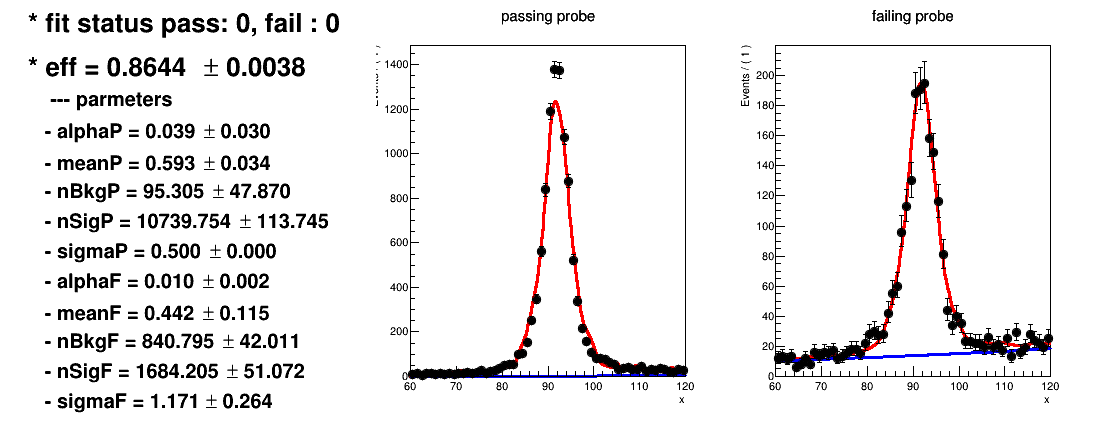 * fit status pass: 0, fail : 0
* eff = 0.8644 ± 0.0038
--- parmeters
- alphaP = 0.039 ± 0.030
- meanP = 0.593 ± 0.034
- nBkgP = 95.305 ± 47.870
- nSigP = 10739.754 ± 113.745
- sigmaP = 0.500 ± 0.000
- alphaF = 0.010 ± 0.002
- meanF = 0.442 ± 0.115
- nBkgF = 840.795 ± 42.011
- nSigF = 1684.205 ± 51.072
- sigmaF = 1.171 ± 0.264
passing probe
1400
1200
1000
800
600
400
200
0
60 70 80 90 100 110 120
x
failing probe
Events / ( 1 )
200
180
160
140
120
100
80
60
40
20
0
60 70 80 90 100 110 120
x